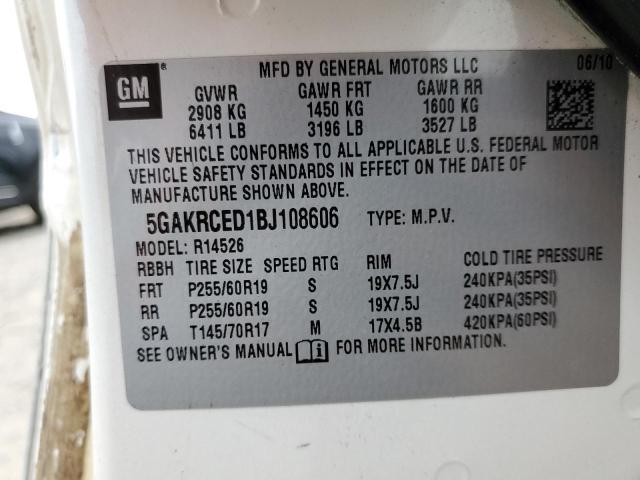 GM ® MFD BY GENERAL MOTORS LLC 06/10
GVWR GAWR FRT GAWR RR
2908 KG 1450 KG 1600 KG
6411 LB 3196 LB 3527 LB
THIS VEHICLE CONFORMS TO ALL APPLICABLE U.S. FEDERAL MOTOR
VEHICLE SAFETY STANDARDS IN EFFECT ON THE DATE OF
MANUFACTURE SHOWN ABOVE.
5GAKRCED1BJ108606 TYPE: M.P.V.
MODEL: R14526
RBBH TIRE SIZE SPEED RTG RIM COLD TIRE PRESSURE
FRT P255/60R19 S 19X7.5J 240KPA(35PSI)
RR P255/60R19 S 19X7.5J 240KPA(35PSI)
SPA T145/70R17 M 17X4.5B 420KPA(60PSI)
SEE OWNER'S MANUAL i FOR MORE INFORMATION.